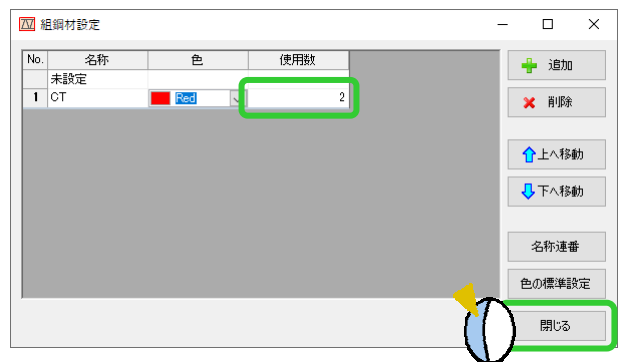 組鋼材設定
No. 名称 色 使用数
未設定
1 CT Red 2
追加
削除
上へ移動
下へ移動
名称連番
色の標準設定
閉じる